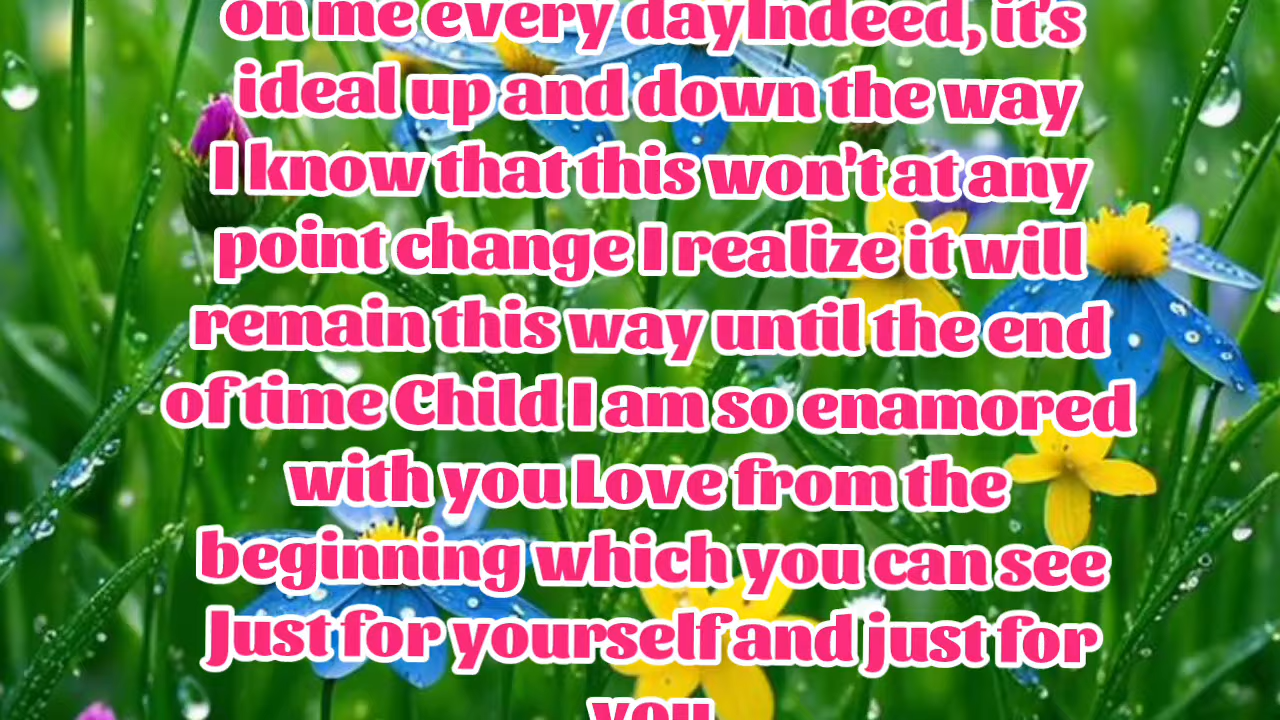 on me every dayIndeed, it's
ideal up and down the way
I know that this won't at any
point change I realize it will
remain this way until the end
of time Child I am so enamored
with you Love from the
beginning which you can see
Just for yourself and just for
you